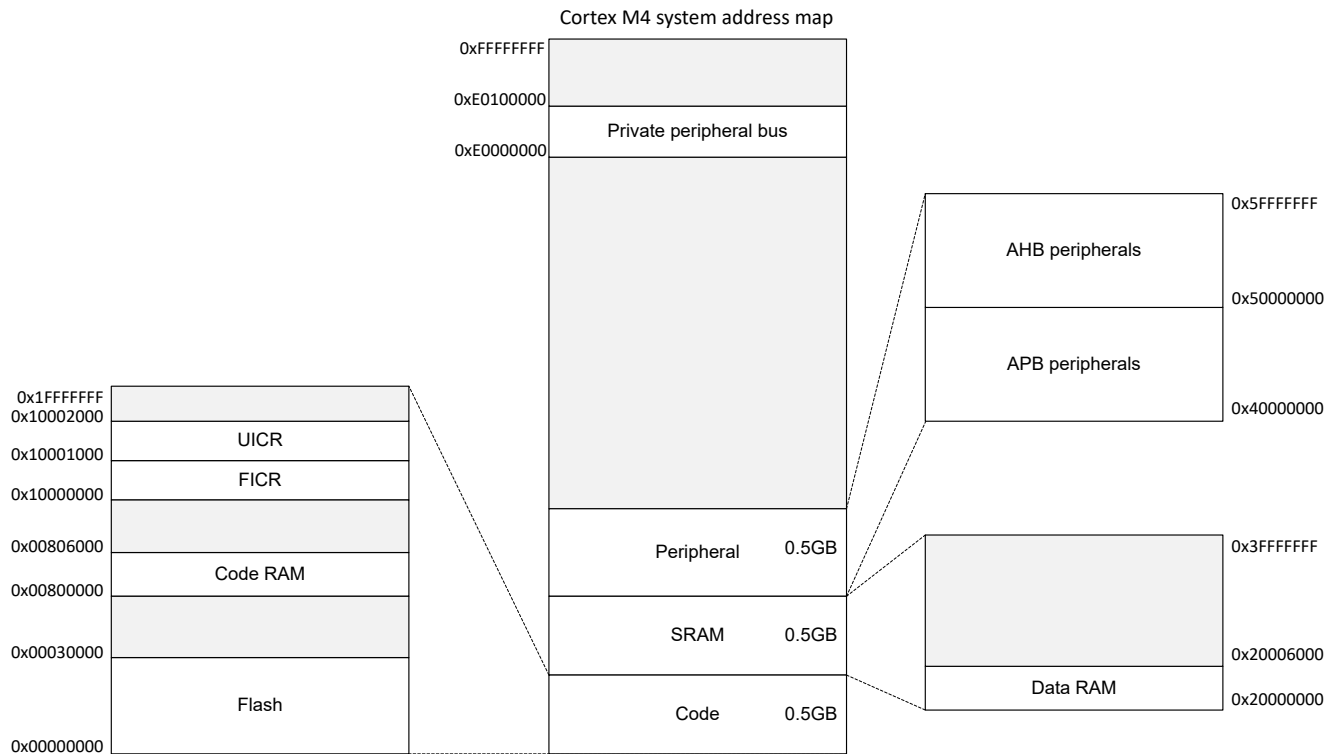 Cortex M4 system address map
0xFFFFFFFF
0xE0100000
Private peripheral bus
0xE0000000
0x5FFFFFFF
AHB peripherals
0x50000000
APB peripherals
0x40000000
0x1FFFFFFF
0x10002000
UICR
0x10001000
FICR
0x10000000
0x00806000
Code RAM
0x00800000
0x00030000
Flash
0x00000000
Peripheral 0.5GB
SRAM 0.5GB
Code 0.5GB
0x3FFFFFFF
0x20006000
Data RAM
0x20000000